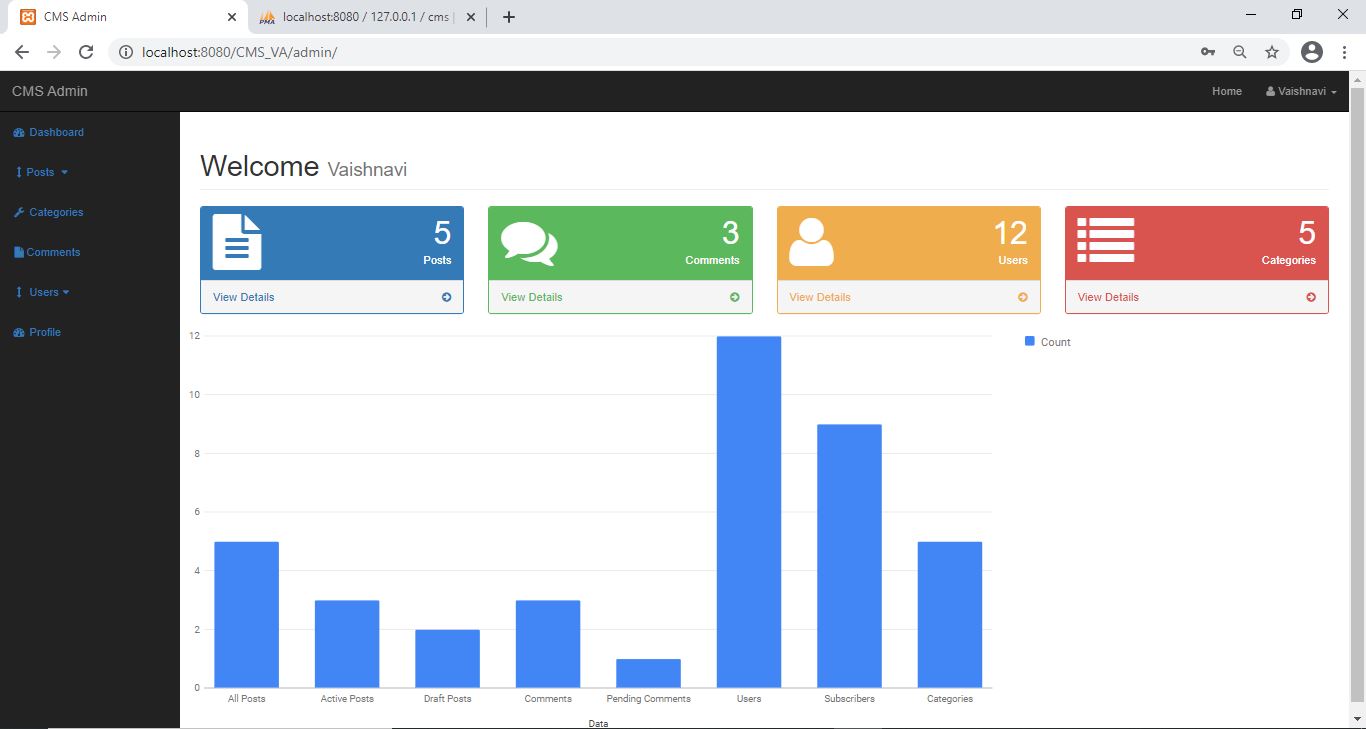 CMS Admin
localhost:8080 / 127.0.0.1 / cms |
localhost:8080/CMS_VA/admin/
CMS Admin
Home
Vaishnavi
Dashboard
Posts
Categories
Comments
Users
Profile
Welcome Vaishnavi
5
Posts
View Details
3
Comments
View Details
12
Users
View Details
5
Categories
View Details
12
10
8
6
4
2
0
Count
All Posts
Active Posts
Draft Posts
Comments
Pending Comments
Users
Subscribers
Categories
Data